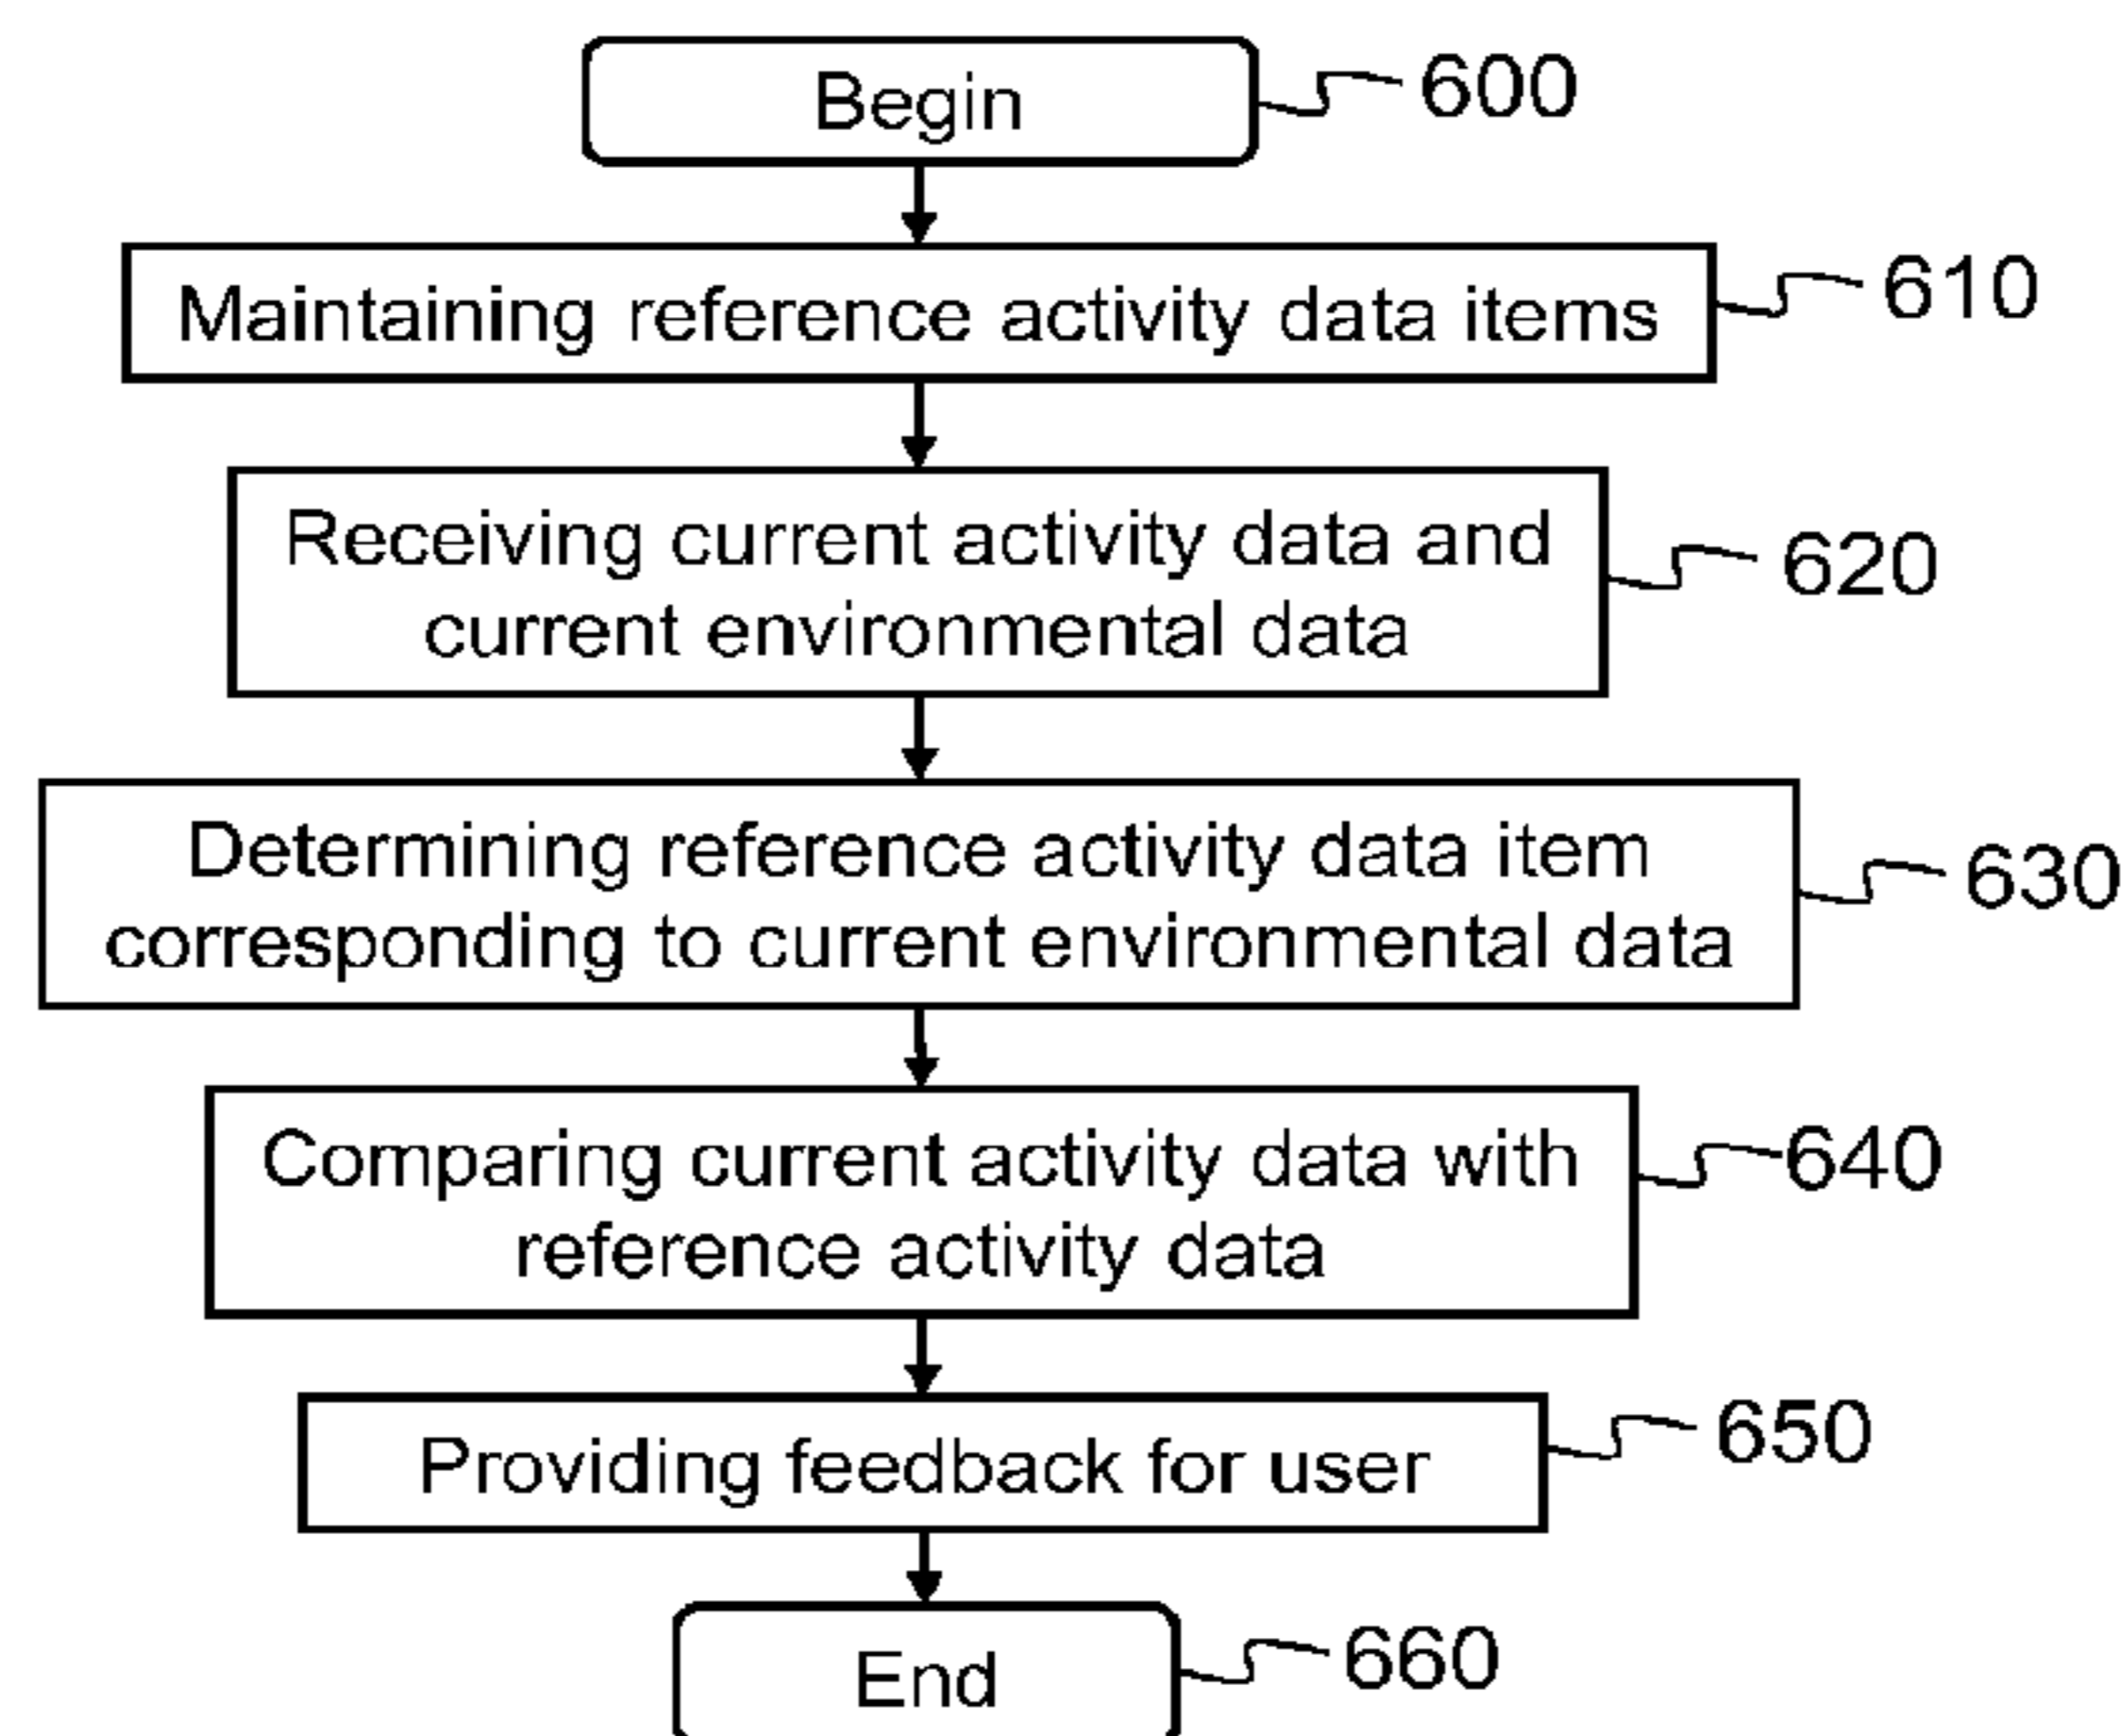 Begin
600
Maintaining reference activity data items
610
Receiving current activity data and
current environmental data
620
Determining reference activity data item
corresponding to current environmental data
630
Comparing current activity data with
reference activity data
640
Providing feedback for user
650
End
660